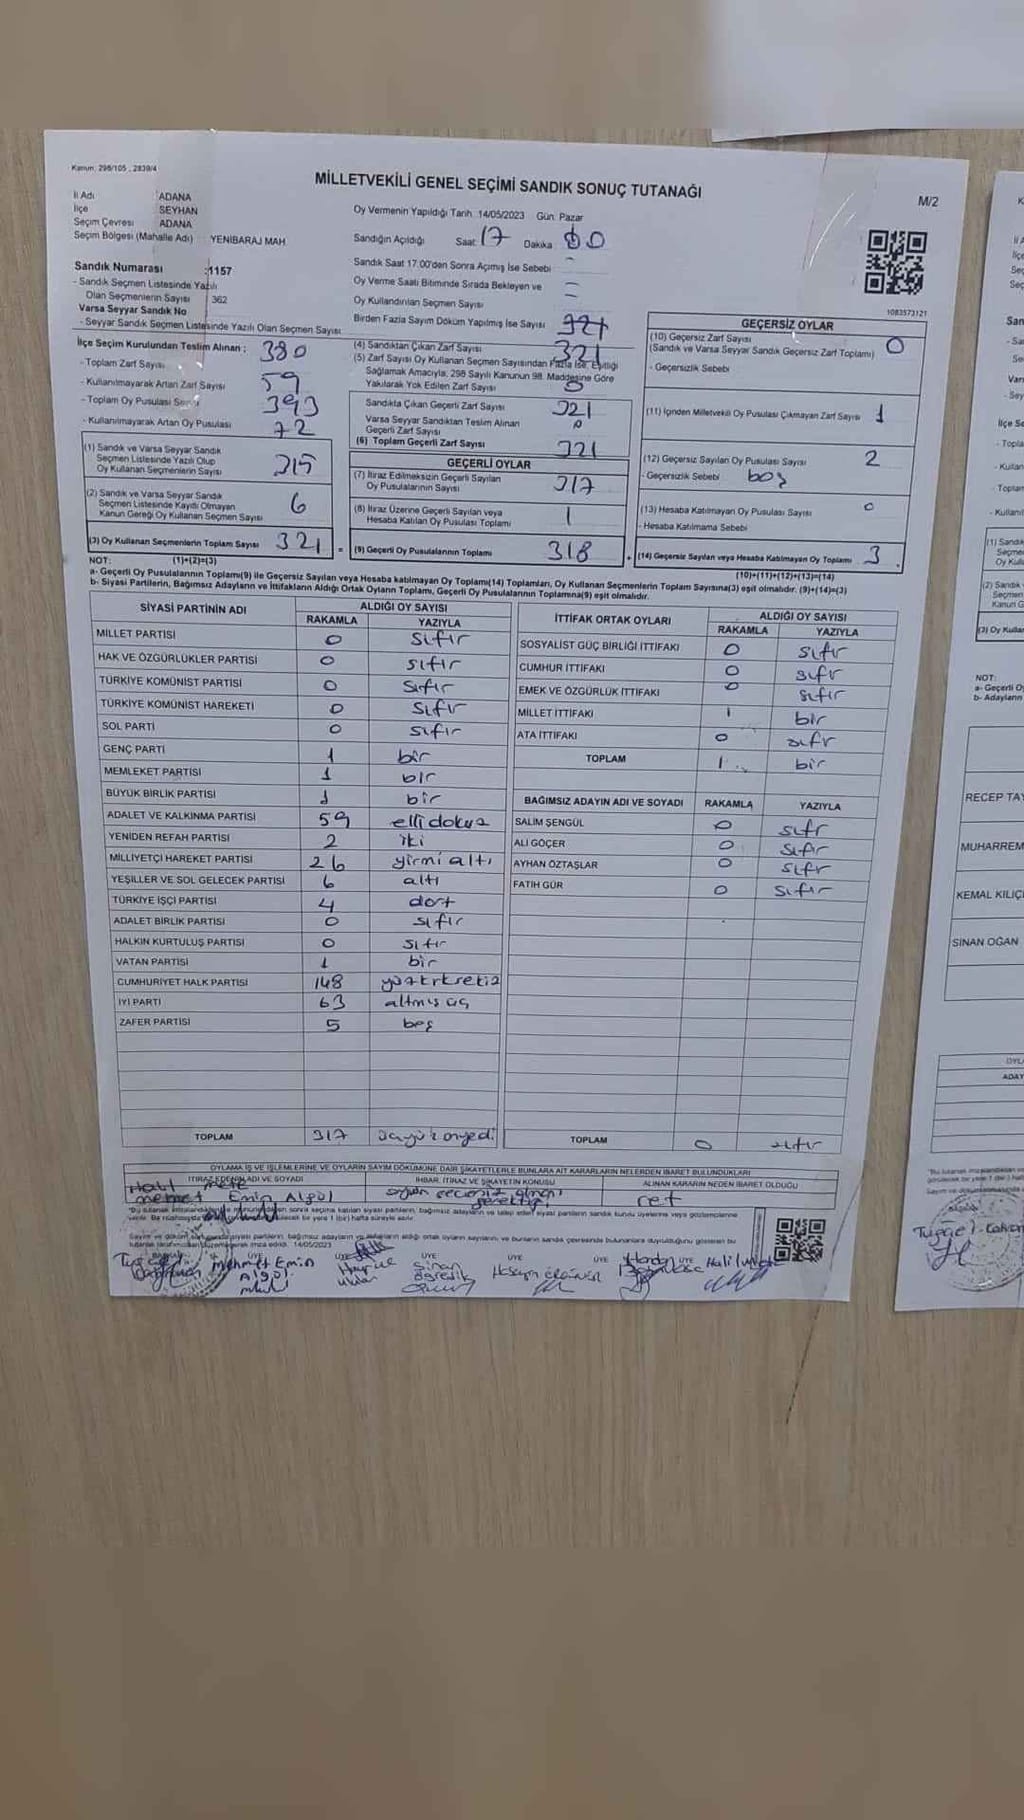 Kanun: 298/105 , 2839/4
MİLLETVEKİLİ GENEL SEÇİMİ SANDIK SONUÇ TUTANAĞI
M/2
İl Adı : ADANA
İlçe SEYHAN
Seçim Çevresi ADANA
Seçim Bölgesi (Mahalle Adı) YENİBARAJ MAH.
Oy Vermenin Yapıldığı Tarih :14/05/2023 Gün: Pazar
Sandığın Açıldığı Saat 17 Dakika 00
Sandık Saat 17:00'den Sonra Açımış İse Sebebi
Oy Verme Saati Bitiminde Sırada Bekleyen ve
Oy Kullandırılan Seçmen Sayısı
Birden Fazla Sayım Döküm Yapılmış İse Sayısı
1083573121
Sandık Numarası :1157
- Sandık Seçmen Listesinde Yazılı
Olan Seçmenlerin Sayısı 362
Varsa Seyyar Sandık No
- Seyyar Sandık Seçmen Listesinde Yazılı Olan Seçmen Sayısı:
İlçe Seçim Kurulundan Teslim Alınan ; 380
- Toplam Zarf Sayısı
- Kullanılmayarak Artan Zarf Sayısı 59
- Toplam Oy Pusulası Sayısı 393
- Kullanılmayarak Artan Oy Pusulası 72
(1) Sandık ve Varsa Seyyar Sandık
Seçmen Listesinde Yazılı Olup
Oy Kullanan Seçmenlerin Sayısı 315
(2) Sandık ve Varsa Seyyar Sandık
Seçmen Listesinde Kaydı Olmayan
Kanun Gereği Oy Kullanan Seçmen Sayısı 6
(3) Oy Kullanan Seçmenlerin Toplam Sayısı 321
(4) Sandıktan Çıkan Zarf Sayısı 321
(5) Zarf Sayısı Oy Kullanan Seçmen Sayısından Fazla İse, Eşitliği
Sağlamak Amacıyla, 298 Sayılı Kanunun 98. Maddesine Göre
Yakılarak Yok Edilen Zarf Sayısı 0
Sandıkta Çıkan Geçerli Zarf Sayısı 321
Varsa Seyyar Sandıktan Teslim Alınan
Geçerli Zarf Sayısı 0
(6) Toplam Geçerli Zarf Sayısı 321
GEÇERLİ OYLAR
(7) İtiraz Edilmeksizin Geçerli Sayılan
Oy Pusulalarının Sayısı 317
(8) İtiraz Üzerine Geçerli Sayılan veya
Hesaba Katılan Oy Pusulası Toplamı 1
(9) Geçerli Oy Pusulalarının Toplamı 318
GEÇERSİZ OYLAR
(10) Geçersiz Zarf Sayısı
(Sandık ve Varsa Seyyar Sandık Geçersiz Zarf Toplamı) 0
- Geçersizlik Sebebi
(11) İçinden Milletvekili Oy Pusulası Çıkmayan Zarf Sayısı 1
(12) Geçersiz Sayılan Oy Pusulası Sayısı 2
- Geçersizlik Sebebi boş
(13) Hesaba Katılmayan Oy Pusulası Sayısı 0
- Hesaba Katılmama Sebebi
(14) Geçersiz Sayılan veya Hesaba Katılmayan Oy Toplamı 3
NOT: (1)+(2)=(3)
(10)+(11)+(12)+(13)=(14)
a- Geçerli Oy Pusulalarının Toplamı(9) ile Geçersiz Sayılan veya Hesaba katılmayan Oy Toplamı(14) Toplamları, Oy Kullanan Seçmenlerin Toplam Sayısına(3) eşit olmalıdır. (9)+(14)=(3)
b- Siyasi Partilerin, Bağımsız Adayların ve İttifakların Aldığı Ortak Oyların Toplamı, Geçerli Oy Pusulalarının Toplamına(9) eşit olmalıdır.
SİYASİ PARTİNİN ADI ALDIĞI OY SAYISI
RAKAMLA YAZIYLA
MİLLET PARTİSİ 0 sıfır
HAK VE ÖZGÜRLÜKLER PARTİSİ 0 sıfır
TÜRKİYE KOMÜNİST PARTİSİ 0 sıfır
TÜRKİYE KOMÜNİST HAREKETİ 0 sıfır
SOL PARTİ 0 sıfır
GENÇ PARTİ 1 bir
MEMLEKET PARTİSİ 1 bir
BÜYÜK BİRLİK PARTİSİ 1 bir
ADALET VE KALKINMA PARTİSİ 59 elli dokuz
YENİDEN REFAH PARTİSİ 2 iki
MİLLİYETÇİ HAREKET PARTİSİ 26 yirmi altı
YEŞİLLER VE SOL GELECEK PARTİSİ 6 altı
TÜRKİYE İŞÇİ PARTİSİ 4 dört
ADALET BİRLİK PARTİSİ 0 sıfır
HALKIN KURTULUŞ PARTİSİ 0 sıfır
VATAN PARTİSİ 1 bir
CUMHURİYET HALK PARTİSİ 148 yüzkırksekiz
İYİ PARTİ 63 altmış üç
ZAFER PARTİSİ 5 beş
TOPLAM 317 üçyüz onyedi
İTTİFAK ORTAK OYLARI ALDIĞI OY SAYISI
RAKAMLA YAZIYLA
SOSYALİST GÜÇ BİRLİĞİ İTTİFAKI 0 sıfır
CUMHUR İTTİFAKI 0 sıfır
EMEK VE ÖZGÜRLÜK İTTİFAKI 0 sıfır
MİLLET İTTİFAKI 1 bir
ATA İTTİFAKI 0 sıfır
TOPLAM 1 bir
BAĞIMSIZ ADAYIN ADI VE SOYADI RAKAMLA YAZIYLA
SALİM ŞENGÜL 0 sıfır
ALİ GÖÇER 0 sıfır
AYHAN ÖZTAŞLAR 0 sıfır
FATİH GÜR 0 sıfır
TOPLAM 0 sıfır
OYLAMA İŞ VE İŞLEMLERİNE VE OYLARIN SAYIM DÖKÜMÜNE DAİR ŞİKAYETLERLE BUNLARA AİT KARARLARIN NELERDEN İBARET BULUNDUKLARI
İTİRAZ EDENİN ADI VE SOYADI İHBAR, İTİRAZ VE ŞİKAYETİN KONUSU ALINAN KARARIN NEDEN İBARET OLDUĞU
Halil mete
mehmet Emin Algül oyun geçersiz olması gerektiği ret
14/05/2023
ÜYE ÜYE ÜYE ÜYE ÜYE ÜYE
Mehmet Emin
Algül
Sinan
RECEP TAY
MUHARREM
KEMAL KILIÇ
SİNAN OĞAN
NOT:
a- Geçerli Oy
b- Adayların
TOPLAM
ADAY